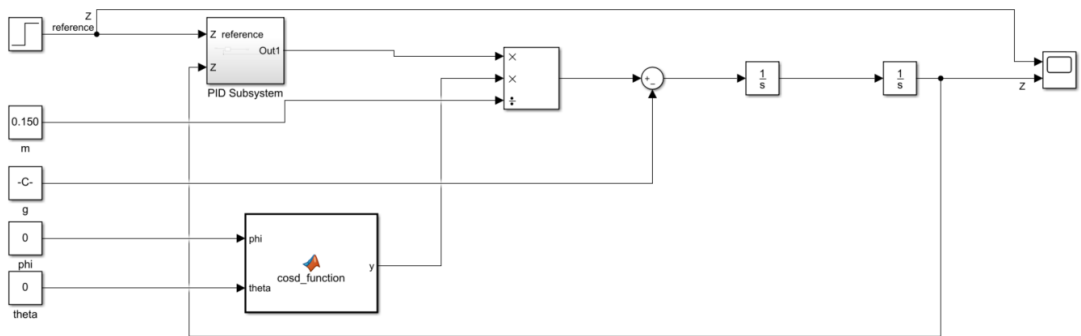 Z
reference
Z reference
Out1
Z
PID Subsystem
×
×
÷
+
−
1
s
1
s
Z
0.150
m
-C-
g
0
phi
0
theta
phi
theta
y
cosd_function